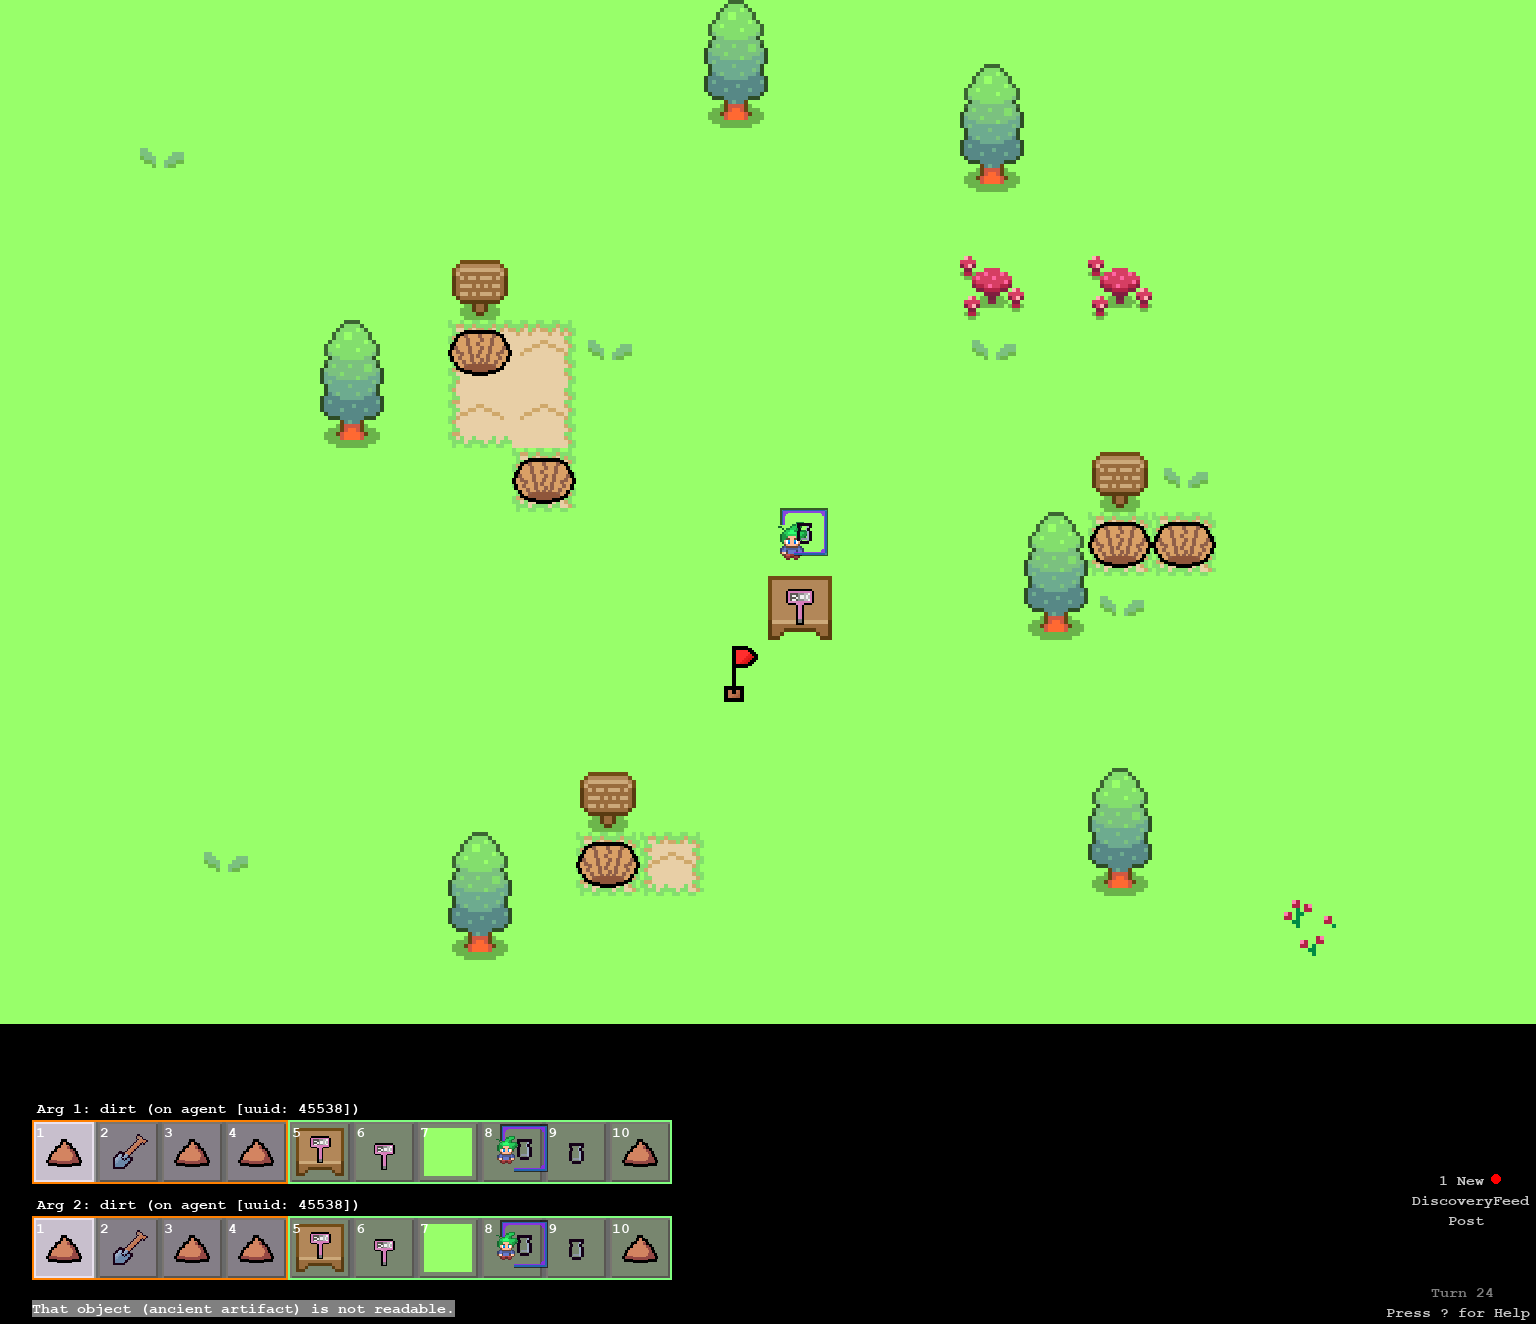 Arg 1: dirt (on agent [uuid: 45538])
1 2 3 4 5 6 7 8 9 10
Arg 2: dirt (on agent [uuid: 45538])
1 2 3 4 5 6 7 8 9 10
That object (ancient artifact) is not readable.
1 New
DiscoveryFeed
Post
Turn 24
Press ? for Help